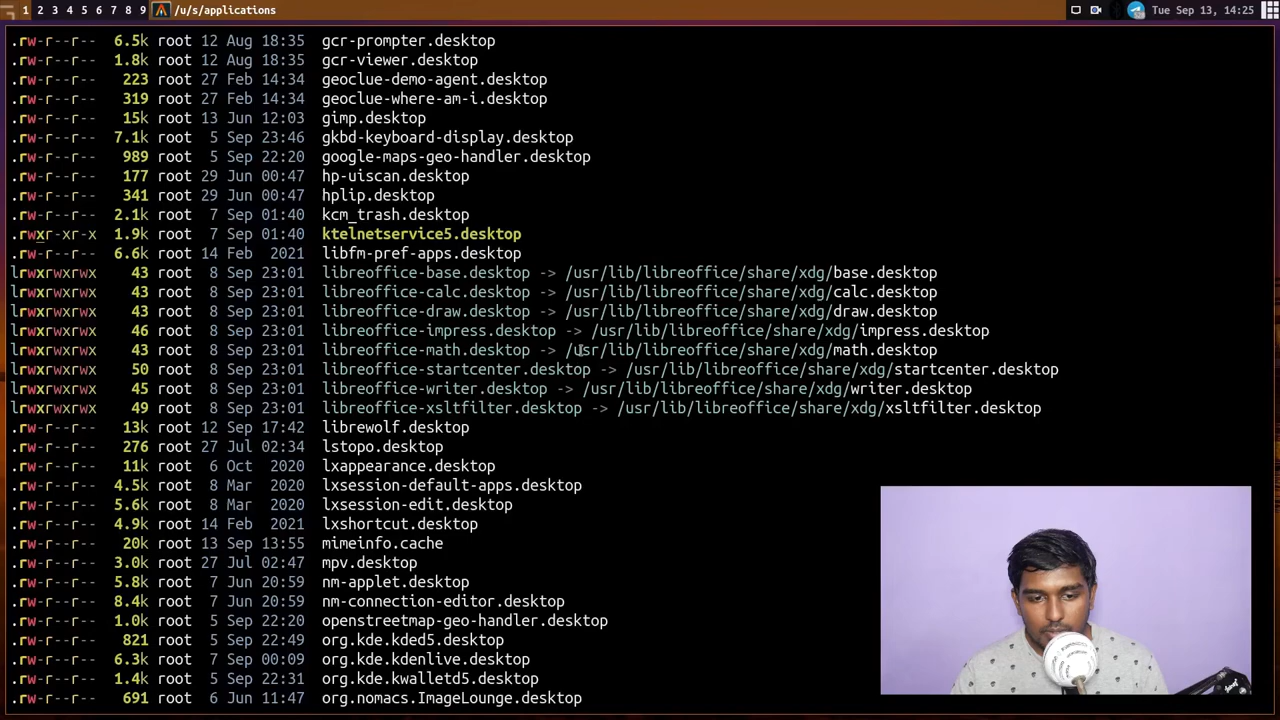 1 2 3 4 5 6 7 8 9 /u/s/applications Tue Sep 13, 14:25
.rw-r--r-- 6.5k root 12 Aug 18:35 gcr-prompter.desktop
.rw-r--r-- 1.8k root 12 Aug 18:35 gcr-viewer.desktop
.rw-r--r-- 223 root 27 Feb 14:34 geoclue-demo-agent.desktop
.rw-r--r-- 319 root 27 Feb 14:34 geoclue-where-am-i.desktop
.rw-r--r-- 15k root 13 Jun 12:03 gimp.desktop
.rw-r--r-- 7.1k root 5 Sep 23:46 gkbd-keyboard-display.desktop
.rw-r--r-- 989 root 5 Sep 22:20 google-maps-geo-handler.desktop
.rw-r--r-- 177 root 29 Jun 00:47 hp-uiscan.desktop
.rw-r--r-- 341 root 29 Jun 00:47 hplip.desktop
.rw-r--r-- 2.1k root 7 Sep 01:40 kcm_trash.desktop
.rwxr-xr-x 1.9k root 7 Sep 01:40 ktelnetservice5.desktop
.rw-r--r-- 6.6k root 14 Feb 2021 libfm-pref-apps.desktop
lrwxrwxrwx 43 root 8 Sep 23:01 libreoffice-base.desktop -> /usr/lib/libreoffice/share/xdg/base.desktop
lrwxrwxrwx 43 root 8 Sep 23:01 libreoffice-calc.desktop -> /usr/lib/libreoffice/share/xdg/calc.desktop
lrwxrwxrwx 43 root 8 Sep 23:01 libreoffice-draw.desktop -> /usr/lib/libreoffice/share/xdg/draw.desktop
lrwxrwxrwx 46 root 8 Sep 23:01 libreoffice-impress.desktop -> /usr/lib/libreoffice/share/xdg/impress.desktop
lrwxrwxrwx 43 root 8 Sep 23:01 libreoffice-math.desktop -> /usr/lib/libreoffice/share/xdg/math.desktop
lrwxrwxrwx 50 root 8 Sep 23:01 libreoffice-startcenter.desktop -> /usr/lib/libreoffice/share/xdg/startcenter.desktop
lrwxrwxrwx 45 root 8 Sep 23:01 libreoffice-writer.desktop -> /usr/lib/libreoffice/share/xdg/writer.desktop
lrwxrwxrwx 49 root 8 Sep 23:01 libreoffice-xsltfilter.desktop -> /usr/lib/libreoffice/share/xdg/xsltfilter.desktop
.rw-r--r-- 13k root 12 Sep 17:42 librewolf.desktop
.rw-r--r-- 276 root 27 Jul 02:34 lstopo.desktop
.rw-r--r-- 11k root 6 Oct 2020 lxappearance.desktop
.rw-r--r-- 4.5k root 8 Mar 2020 lxsession-default-apps.desktop
.rw-r--r-- 5.6k root 8 Mar 2020 lxsession-edit.desktop
.rw-r--r-- 4.9k root 14 Feb 2021 lxshortcut.desktop
.rw-r--r-- 20k root 13 Sep 13:55 mimeinfo.cache
.rw-r--r-- 3.0k root 27 Jul 02:47 mpv.desktop
.rw-r--r-- 5.8k root 7 Jun 20:59 nm-applet.desktop
.rw-r--r-- 8.4k root 7 Jun 20:59 nm-connection-editor.desktop
.rw-r--r-- 1.0k root 5 Sep 22:20 openstreetmap-geo-handler.desktop
.rw-r--r-- 821 root 5 Sep 22:49 org.kde.kded5.desktop
.rw-r--r-- 6.3k root 7 Sep 00:09 org.kde.kdenlive.desktop
.rw-r--r-- 1.4k root 5 Sep 22:31 org.kde.kwalletd5.desktop
.rw-r--r-- 691 root 6 Jun 11:47 org.nomacs.ImageLounge.desktop